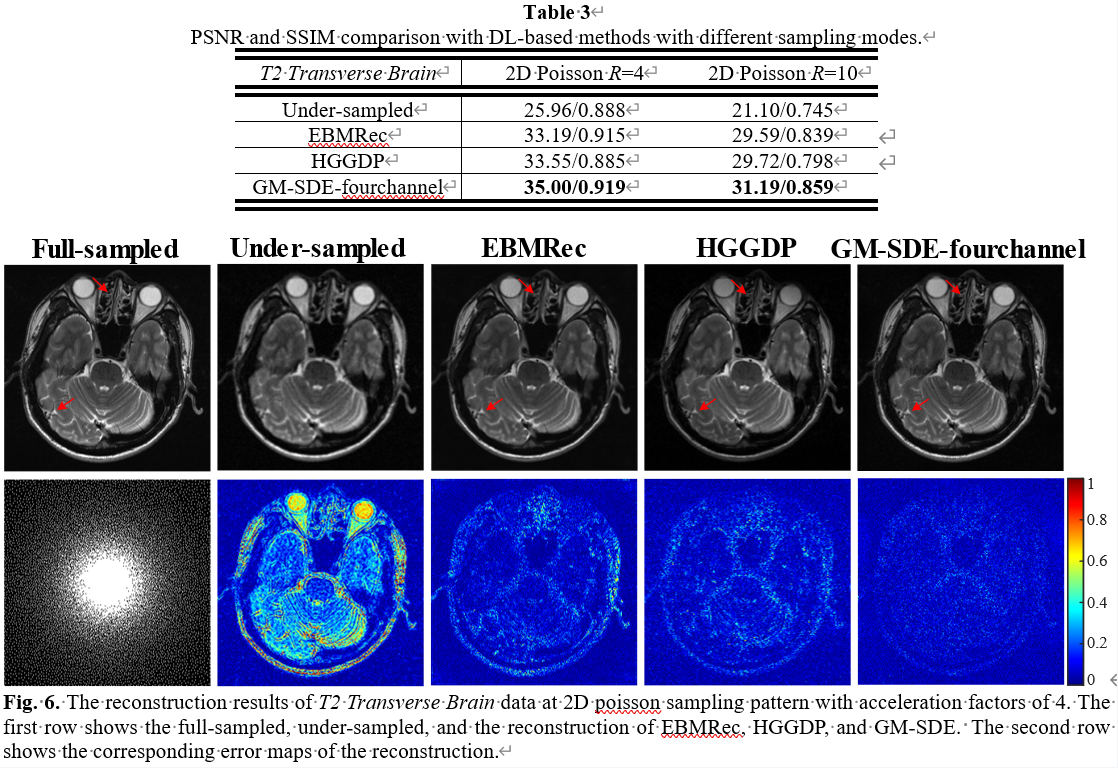 Table 3
PSNR and SSIM comparison with DL-based methods with different sampling modes.
T2 Transverse Brain 2D Poisson R=4 2D Poisson R=10
Under-sampled 25.96/0.888 21.10/0.745
EBMRec 33.19/0.915 29.59/0.839
HGGDP 33.55/0.885 29.72/0.798
GM-SDE-fourchannel 35.00/0.919 31.19/0.859
Full-sampled Under-sampled EBMRec HGGDP GM-SDE-fourchannel
1
0.8
0.6
0.4
0.2
0
Fig. 6. The reconstruction results of T2 Transverse Brain data at 2D poisson sampling pattern with acceleration factors of 4. The
first row shows the full-sampled, under-sampled, and the reconstruction of EBMRec, HGGDP, and GM-SDE. The second row
shows the corresponding error maps of the reconstruction.